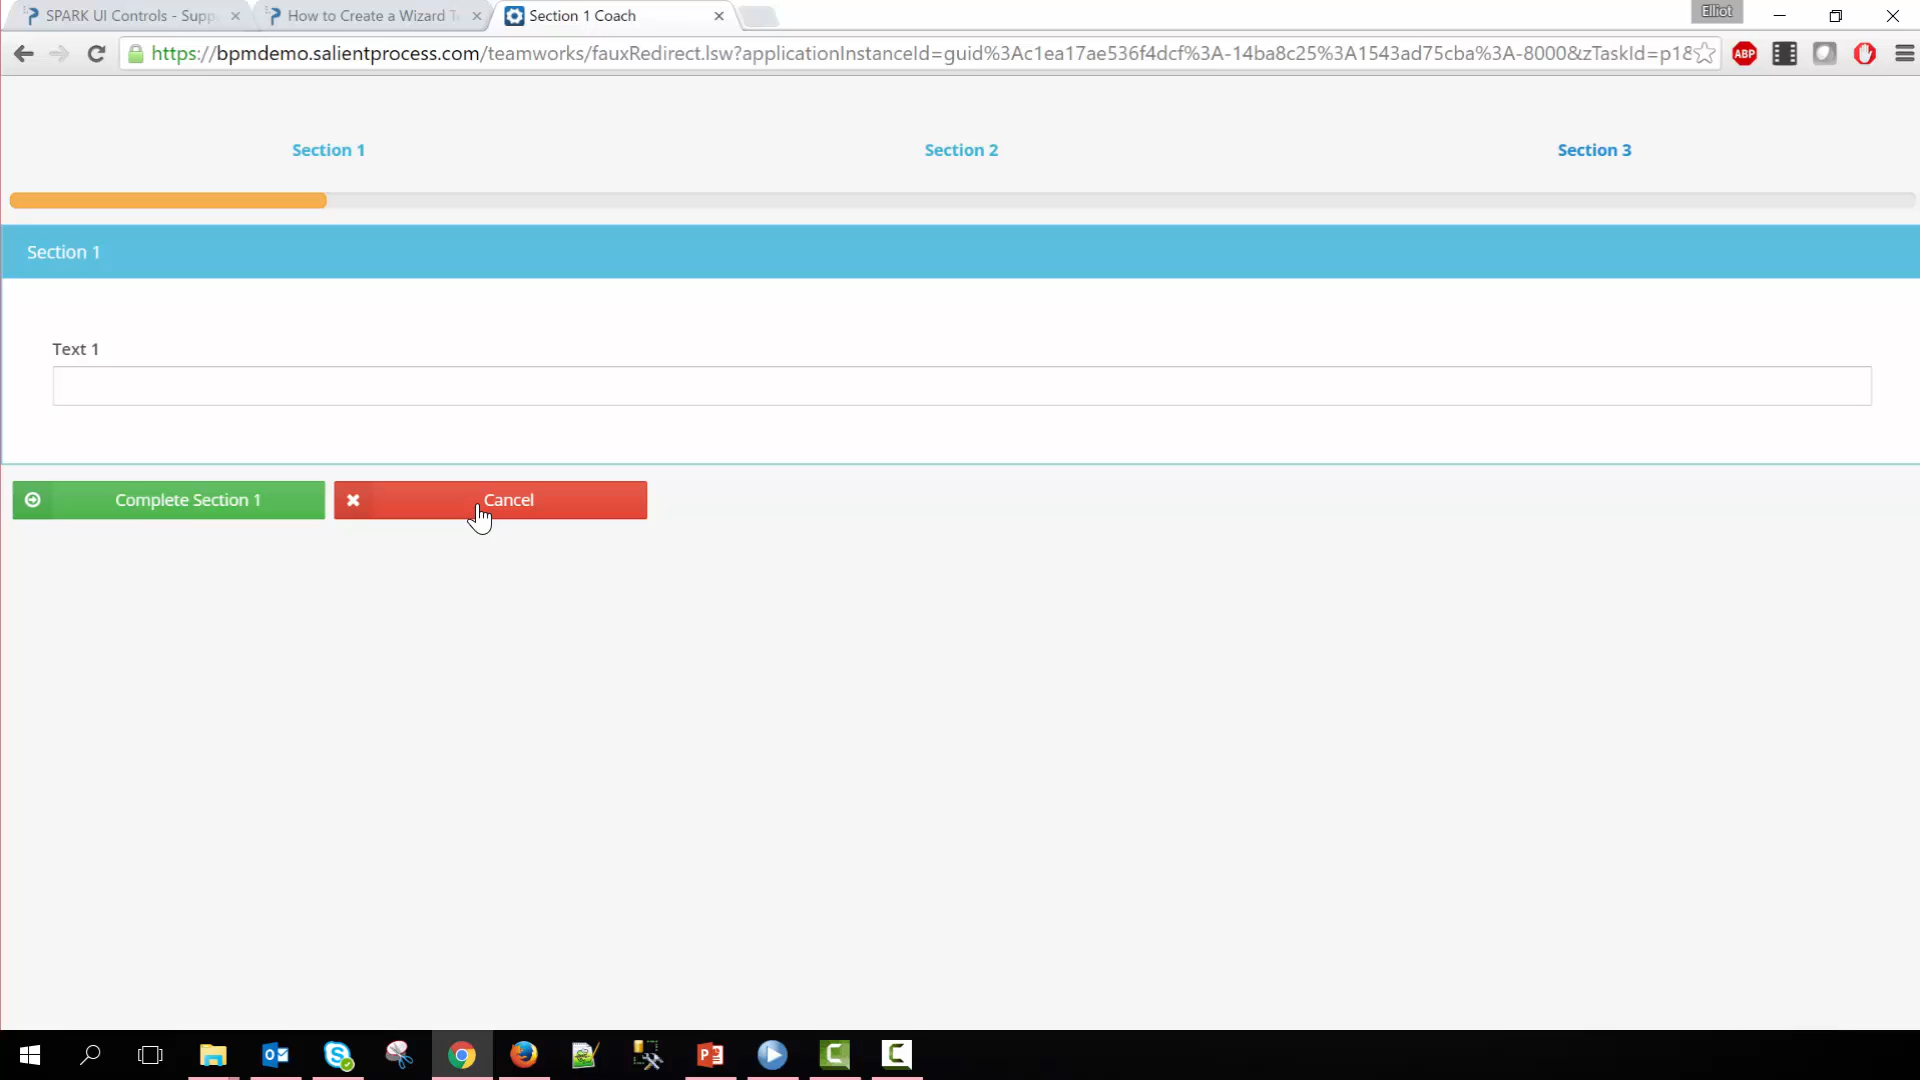 SPARK UI Controls - Supp
How to Create a Wizard T
Section 1 Coach
Elliot
https://bpmdemo.salientprocess.com/teamworks/fauxRedirect.lsw?applicationInstanceId=guid%3Ac1ea17ae536f4dcf%3A-14ba8c25%3A1543ad75cba%3A-8000&zTaskId=p18
ABP
Section 1
Section 2
Section 3
Section 1
Text 1
Complete Section 1
Cancel